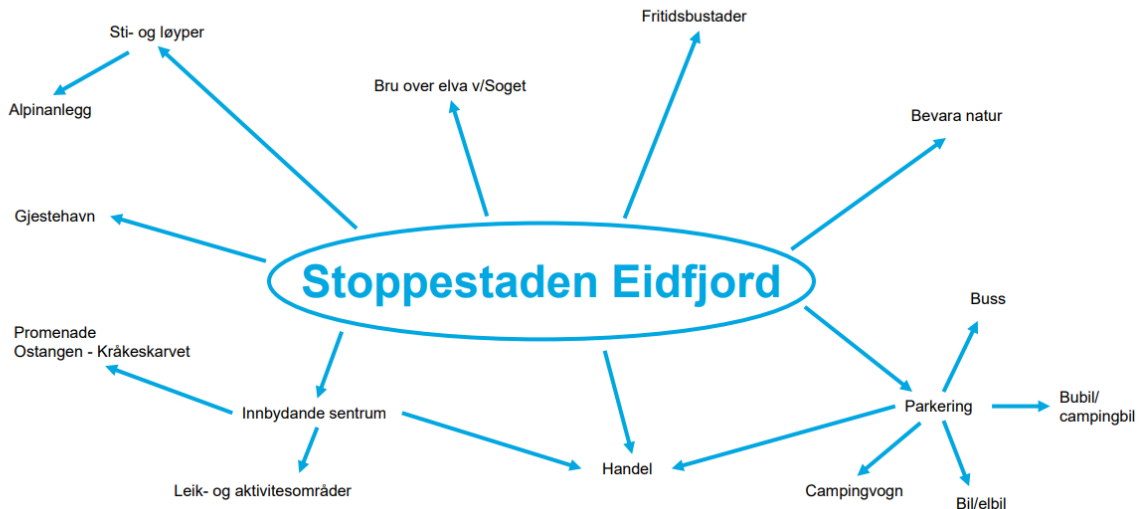 Fritidsbustader
Sti- og løyper
Bru over elva v/Soget
Alpinanlegg
Bevara natur
Gjestehavn
Stoppestaden Eidfjord
Buss
Promenade
Ostangen - Kråkeskarvet
Innbydande sentrum
Parkering
Bubil/
campingbil
Handel
Leik- og aktivitesområder
Campingvogn
Bil/elbil